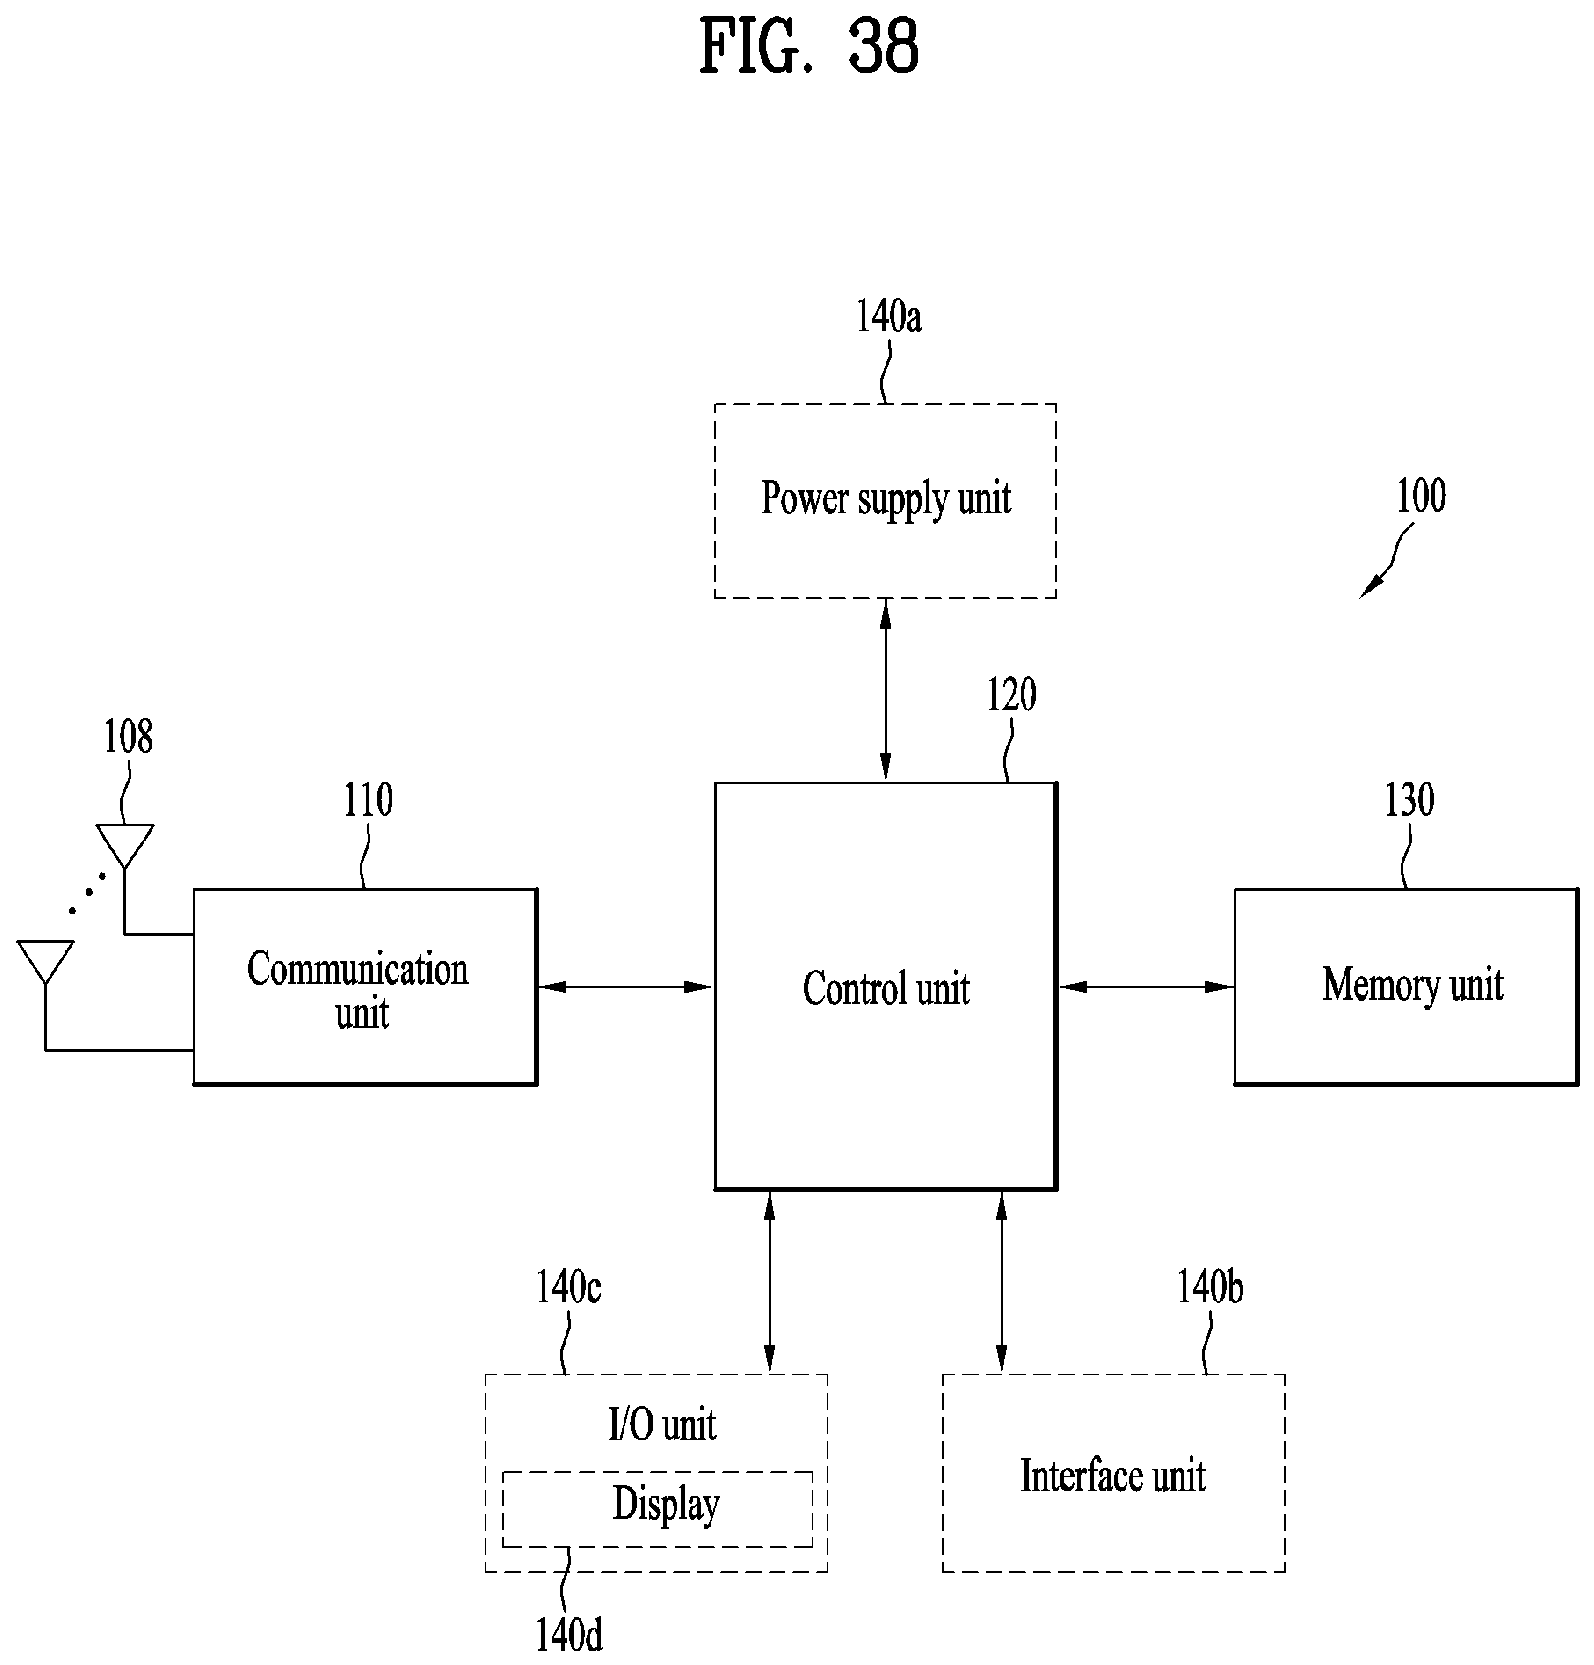 FIG. 38
140a
Power supply unit
100
120
108
110
130
Communication
unit
Control unit
Memory unit
140c
140b
I/O unit
Display
Interface unit
140d